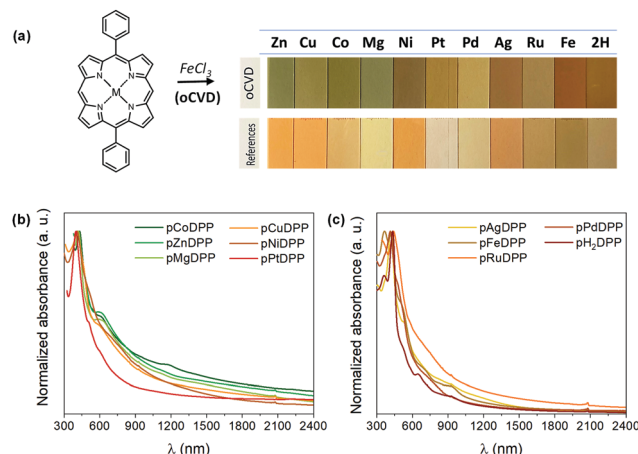 (a)
N
N
M
N
N
FeCl3
(oCVD)
Zn Cu Co Mg Ni Pt Pd Ag Ru Fe 2H
oCVD
References
(b)
Normalized absorbance (a. u.)
pCoDPP
pCuDPP
pZnDPP
pNiDPP
pMgDPP
pPtDPP
300 600 900 1200 1500 1800 2100 2400
λ (nm)
(c)
Normalized absorbance (a. u.)
pAgDPP
pPdDPP
pFeDPP
pH2DPP
pRuDPP
300 600 900 1200 1500 1800 2100 2400
λ (nm)